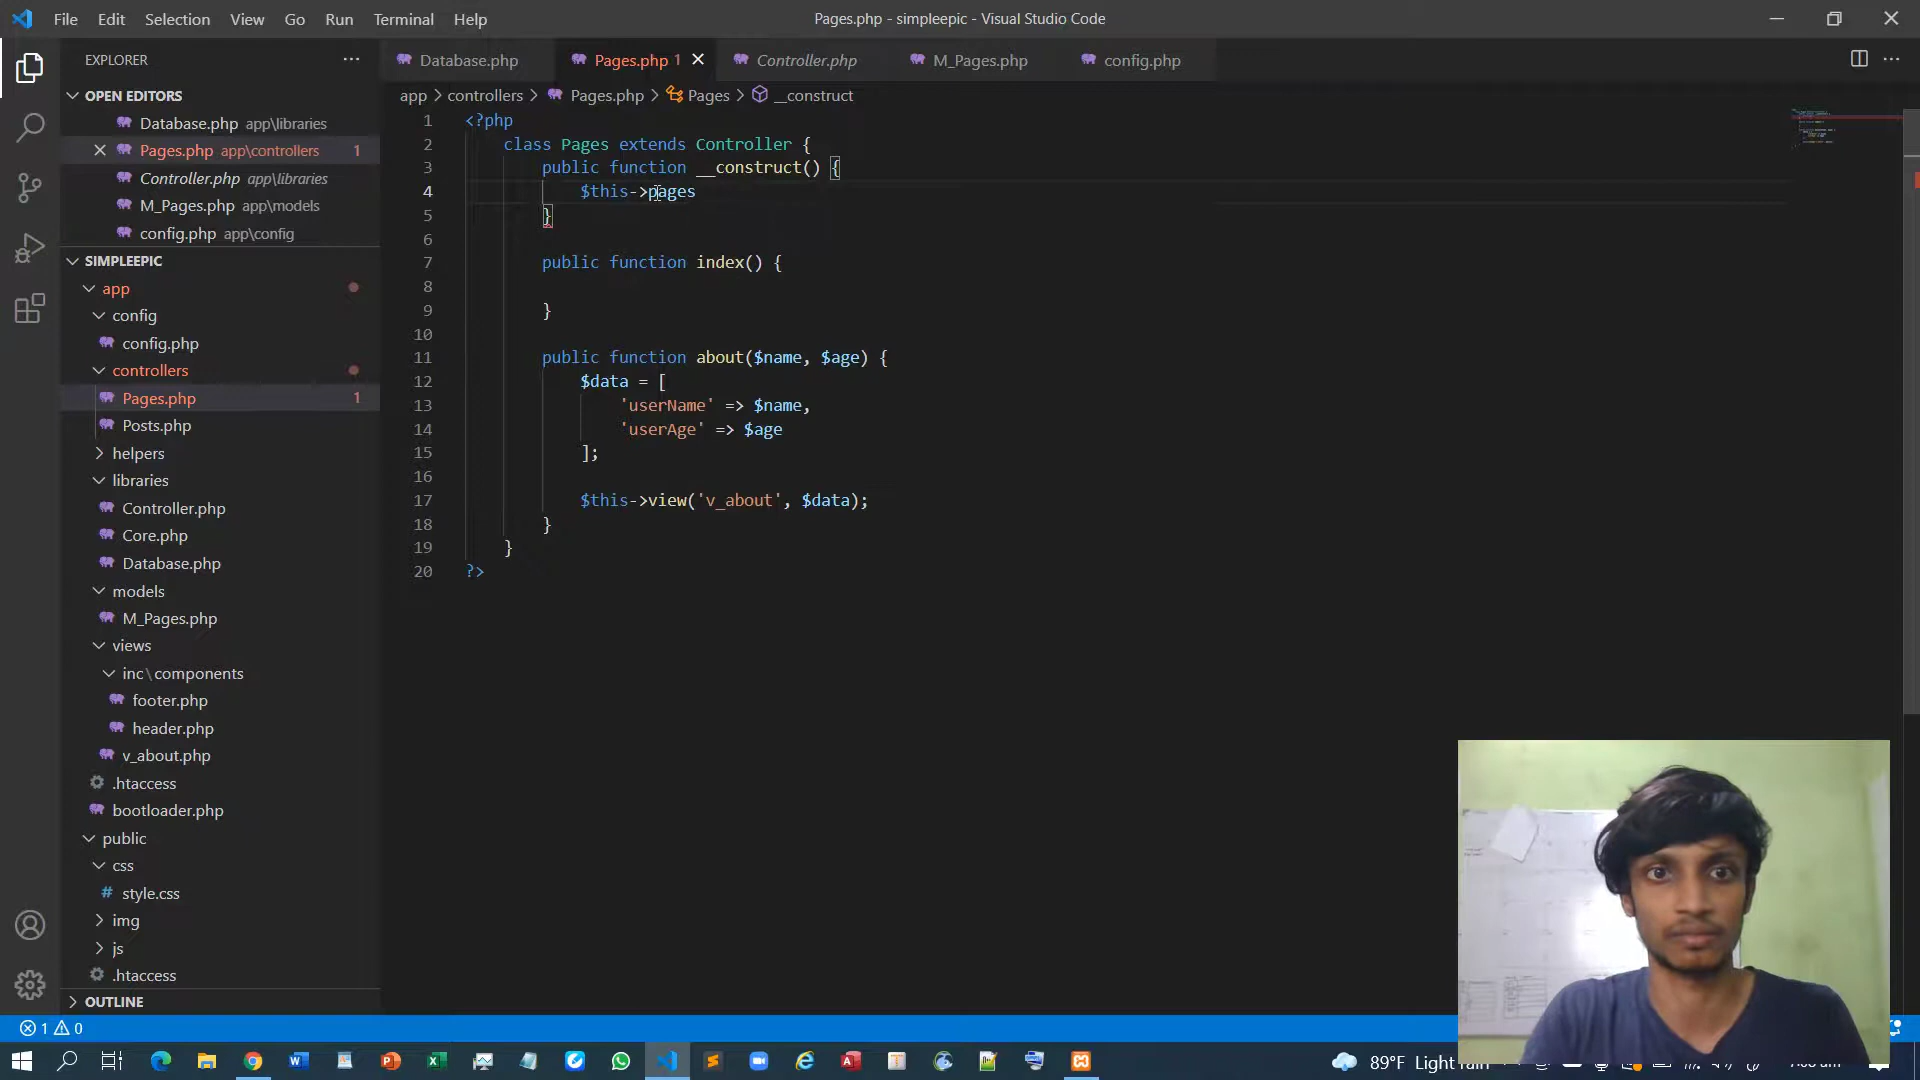 File Edit Selection View Go Run Terminal Help
Pages.php - simpleepic - Visual Studio Code
EXPLORER
Database.php
Pages.php 1
Controller.php
M_Pages.php
config.php
OPEN EDITORS
app > controllers > Pages.php > Pages > __construct
Database.php app\libraries
Pages.php app\controllers 1
Controller.php app\libraries
M_Pages.php app\models
config.php app\config
SIMPLEEPIC
app
config
config.php
controllers
Pages.php 1
Posts.php
helpers
libraries
Controller.php
Core.php
Database.php
models
M_Pages.php
views
inc\components
footer.php
header.php
v_about.php
.htaccess
bootloader.php
public
css
style.css
img
js
.htaccess
OUTLINE
1 <?php
2 class Pages extends Controller {
3 public function __construct() {
4 $this->pages
5 }
6
7 public function index() {
8
9 }
10
11 public function about($name, $age) {
12 $data = [
13 'userName' => $name,
14 'userAge' => $age
15 ];
16
17 $this->view('v_about', $data);
18 }
19 }
20 ?>
1 0
89°F Light rain